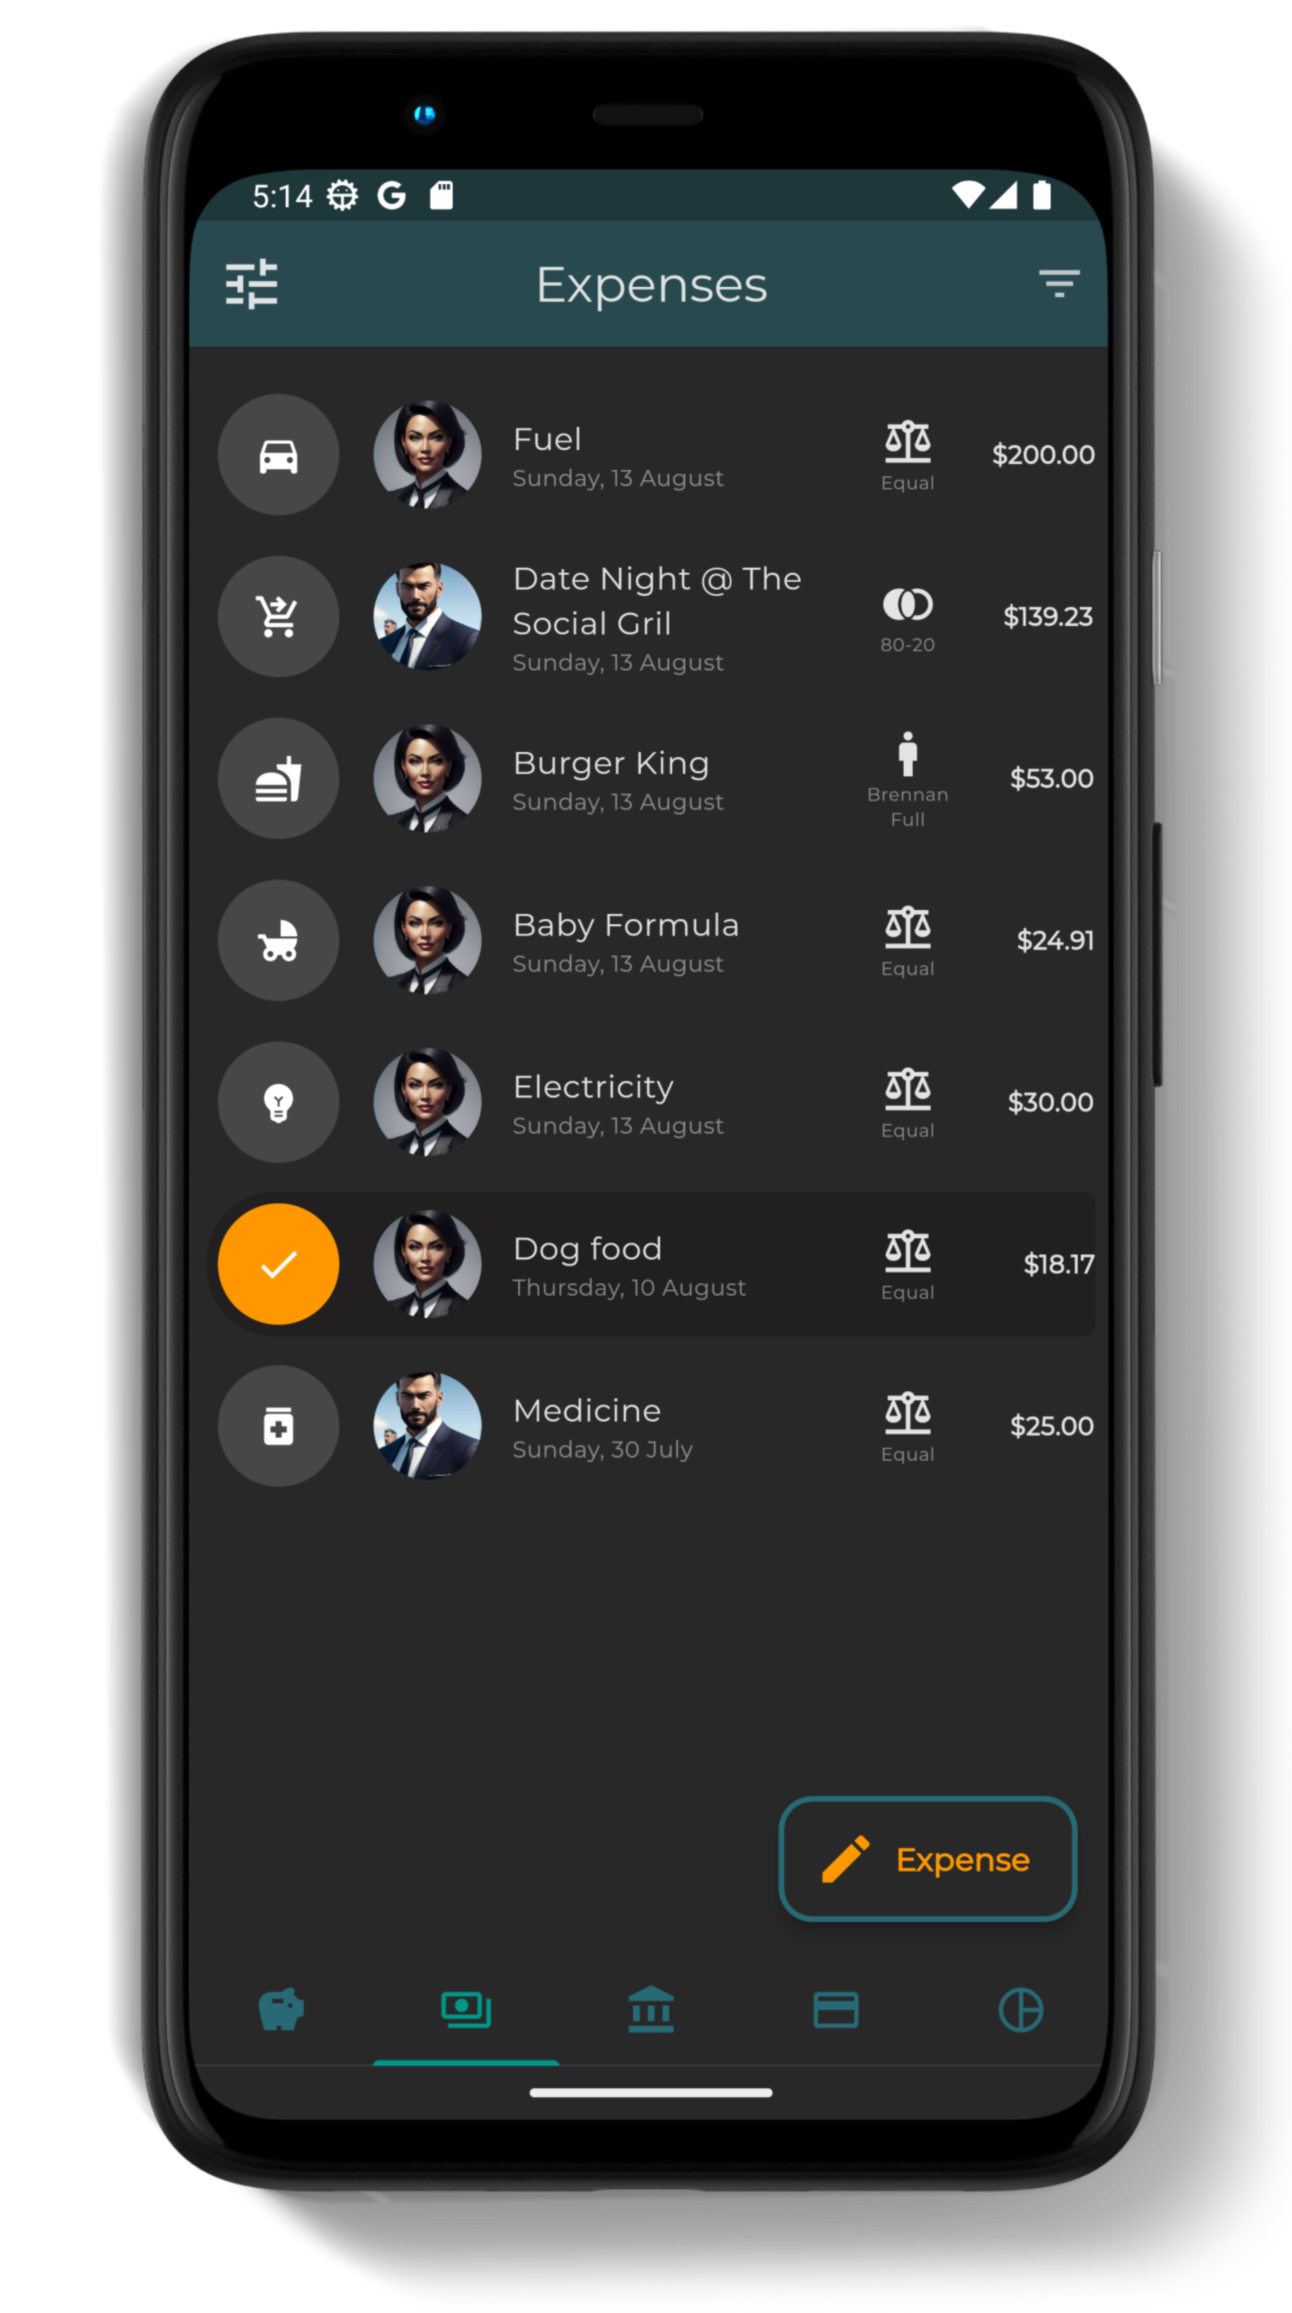 5:14
Expenses
Fuel
Sunday, 13 August
Equal
$200.00
Date Night @ The
Social Gril
Sunday, 13 August
80-20
$139.23
Burger King
Sunday, 13 August
Brennan
Full
$53.00
Baby Formula
Sunday, 13 August
Equal
$24.91
Electricity
Sunday, 13 August
Equal
$30.00
Dog food
Thursday, 10 August
Equal
$18.17
Medicine
Sunday, 30 July
Equal
$25.00
Expense